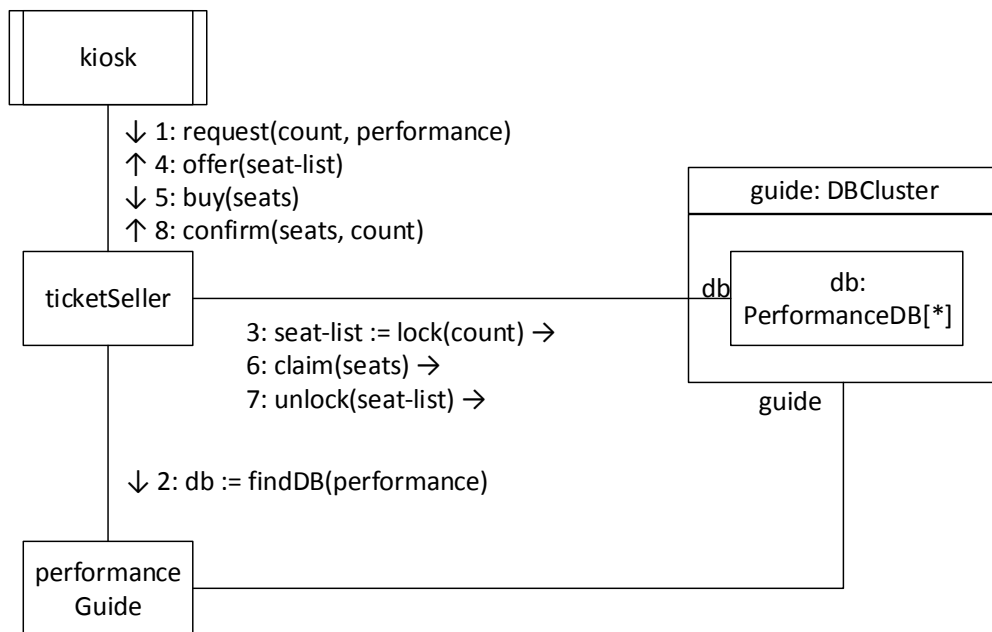 kiosk
↓ 1: request(count, performance)
↑ 4: offer(seat-list)
↓ 5: buy(seats)
↑ 8: confirm(seats, count)
guide: DBCluster
ticketSeller
db
db:
PerformanceDB[*]
3: seat-list := lock(count) →
6: claim(seats) →
7: unlock(seat-list) →
guide
↓ 2: db := findDB(performance)
performance
Guide